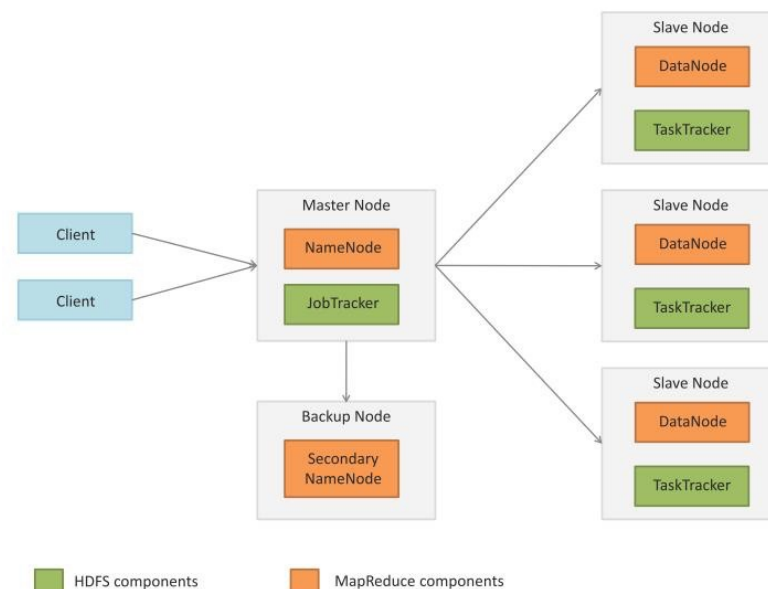 Slave Node
DataNode
TaskTracker
Master Node
NameNode
JobTracker
Client
Client
Slave Node
DataNode
TaskTracker
Backup Node
Secondary
NameNode
Slave Node
DataNode
TaskTracker
HDFS components
MapReduce components